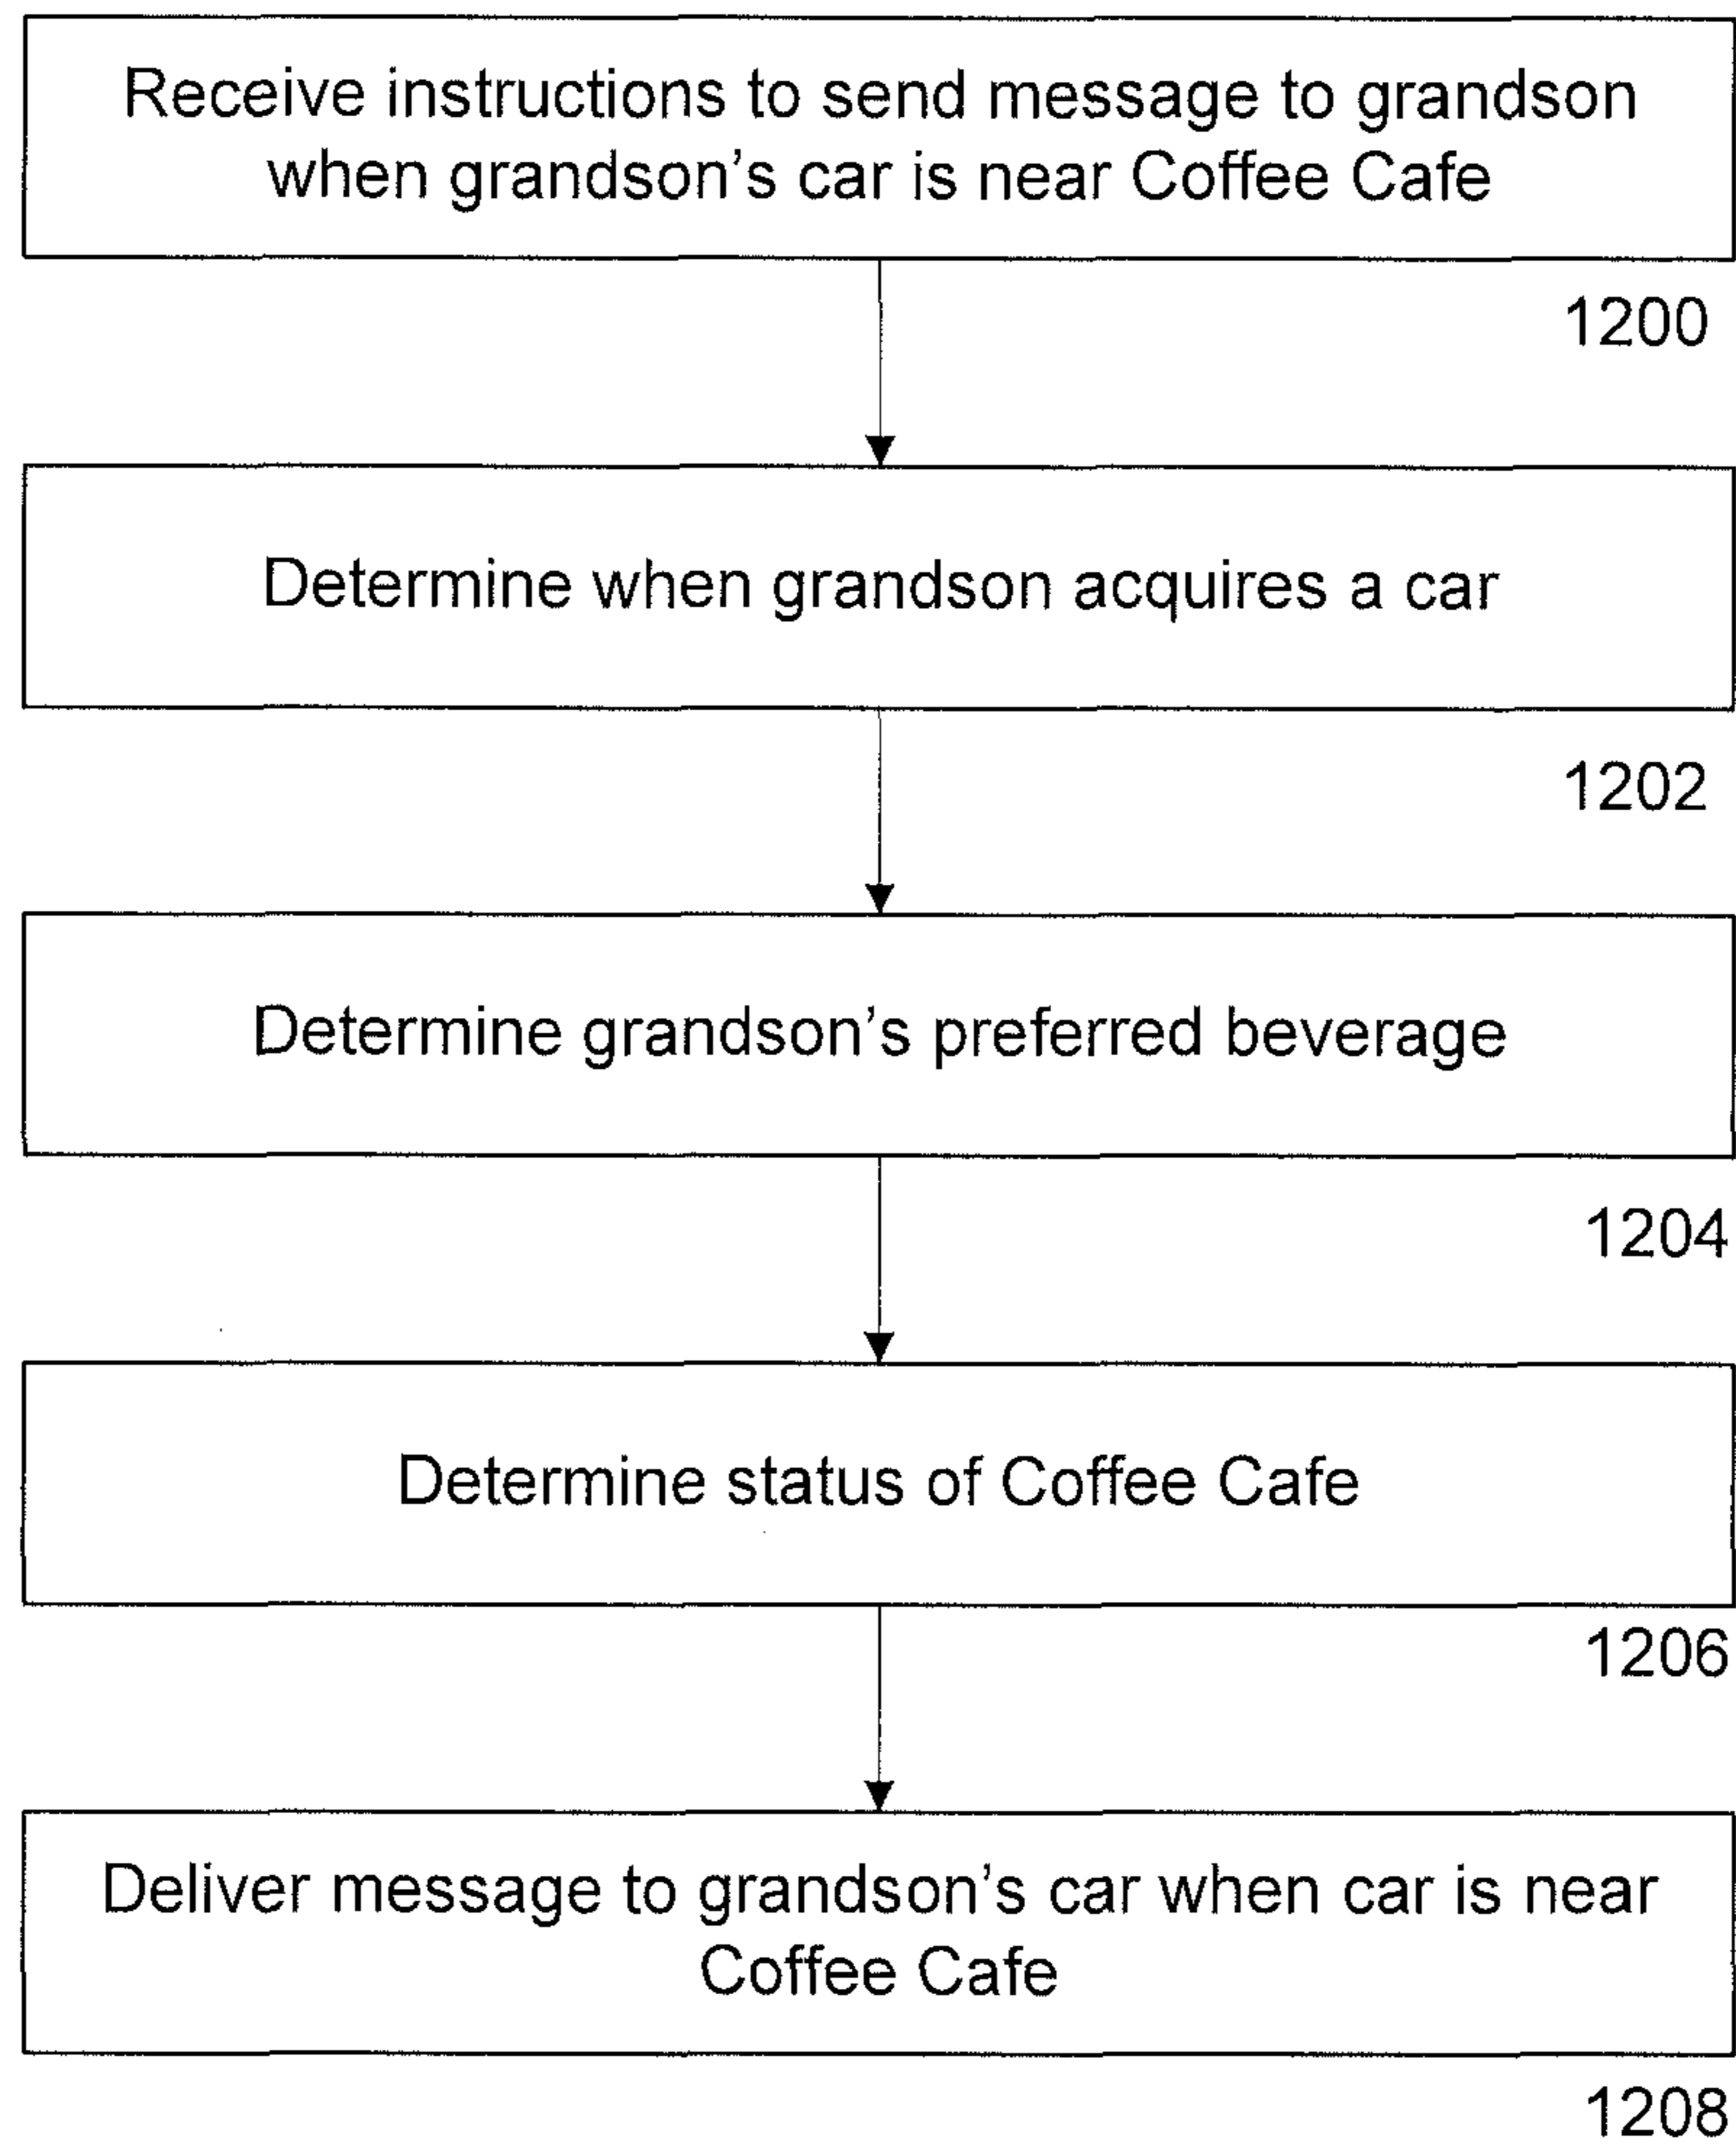 Receive instructions to send message to grandson
when grandson's car is near Coffee Cafe
1200
Determine when grandson acquires a car
1202
Determine grandson's preferred beverage
1204
Determine status of Coffee Cafe
1206
Deliver message to grandson's car when car is near
Coffee Cafe
1208